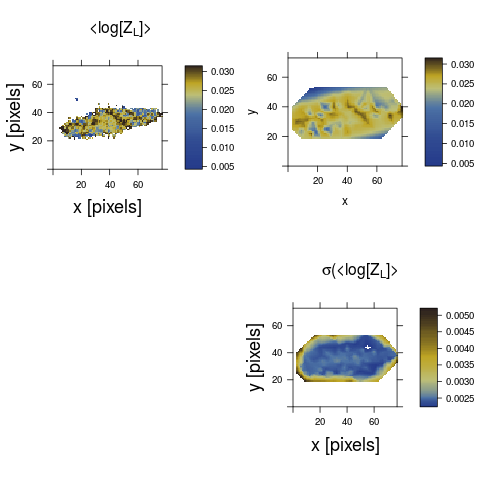 <log[Z_L]>
60
40
20
20 40 60
x [pixels]
y [pixels]
0.030
0.025
0.020
0.015
0.010
0.005
60
40
20
20 40 60
x
y
0.030
0.025
0.020
0.015
0.010
0.005
σ(<log[Z_L]>
60
40
20
20 40 60
x [pixels]
y [pixels]
0.0050
0.0045
0.0040
0.0035
0.0030
0.0025